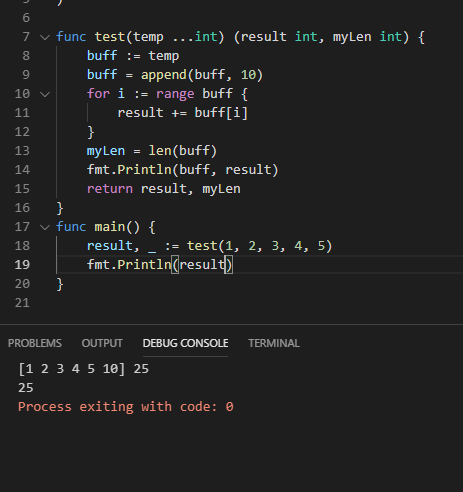 )
6
7 func test(temp ...int) (result int, myLen int) {
8 buff := temp
9 buff = append(buff, 10)
10 for i := range buff {
11 result += buff[i]
12 }
13 myLen = len(buff)
14 fmt.Println(buff, result)
15 return result, myLen
16 }
17 func main() {
18 result, _ := test(1, 2, 3, 4, 5)
19 fmt.Println(result)
20 }
21
PROBLEMS OUTPUT DEBUG CONSOLE TERMINAL
[1 2 3 4 5 10] 25
25
Process exiting with code: 0